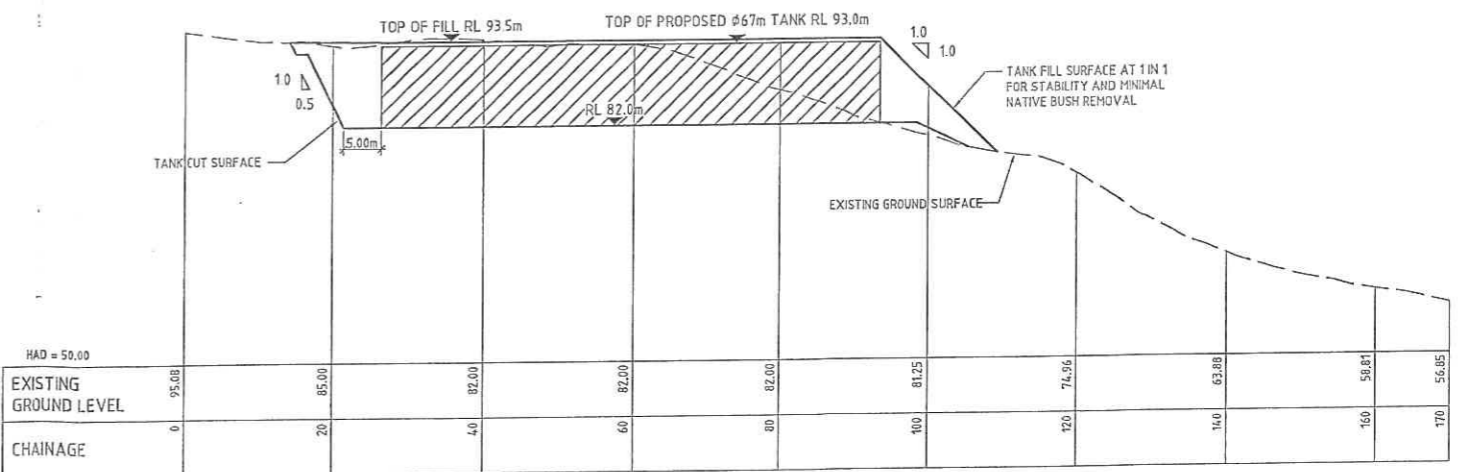 TOP OF FILL RL 93.5m
TOP OF PROPOSED Ø67m TANK RL 93.0m
1.0
1.0
TANK FILL SURFACE AT 1 IN 1
FOR STABILITY AND MINIMAL
NATIVE BUSH REMOVAL
1.0
0.5
RL 82.0m
5.00m
TANK CUT SURFACE
EXISTING GROUND SURFACE
HAD = 50.00
EXISTING
GROUND LEVEL
95.08
85.00
82.00
82.00
82.00
81.25
74.96
63.88
58.81
56.85
CHAINAGE
0
20
40
60
80
100
120
140
160
170